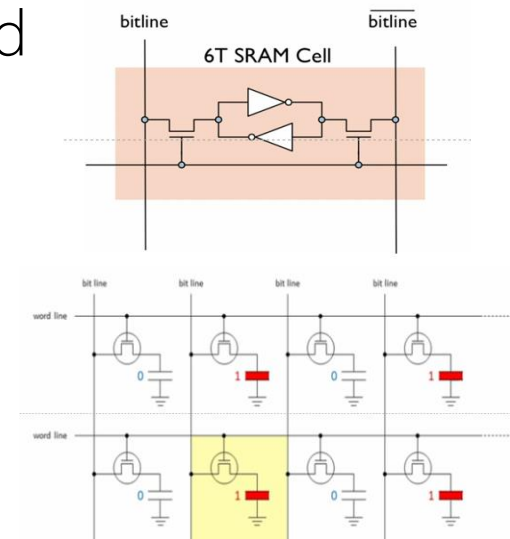 d
bitline bitline
6T SRAM Cell
bit line bit line bit line bit line
word line
0 1 0 1
word line
0 1 0 1